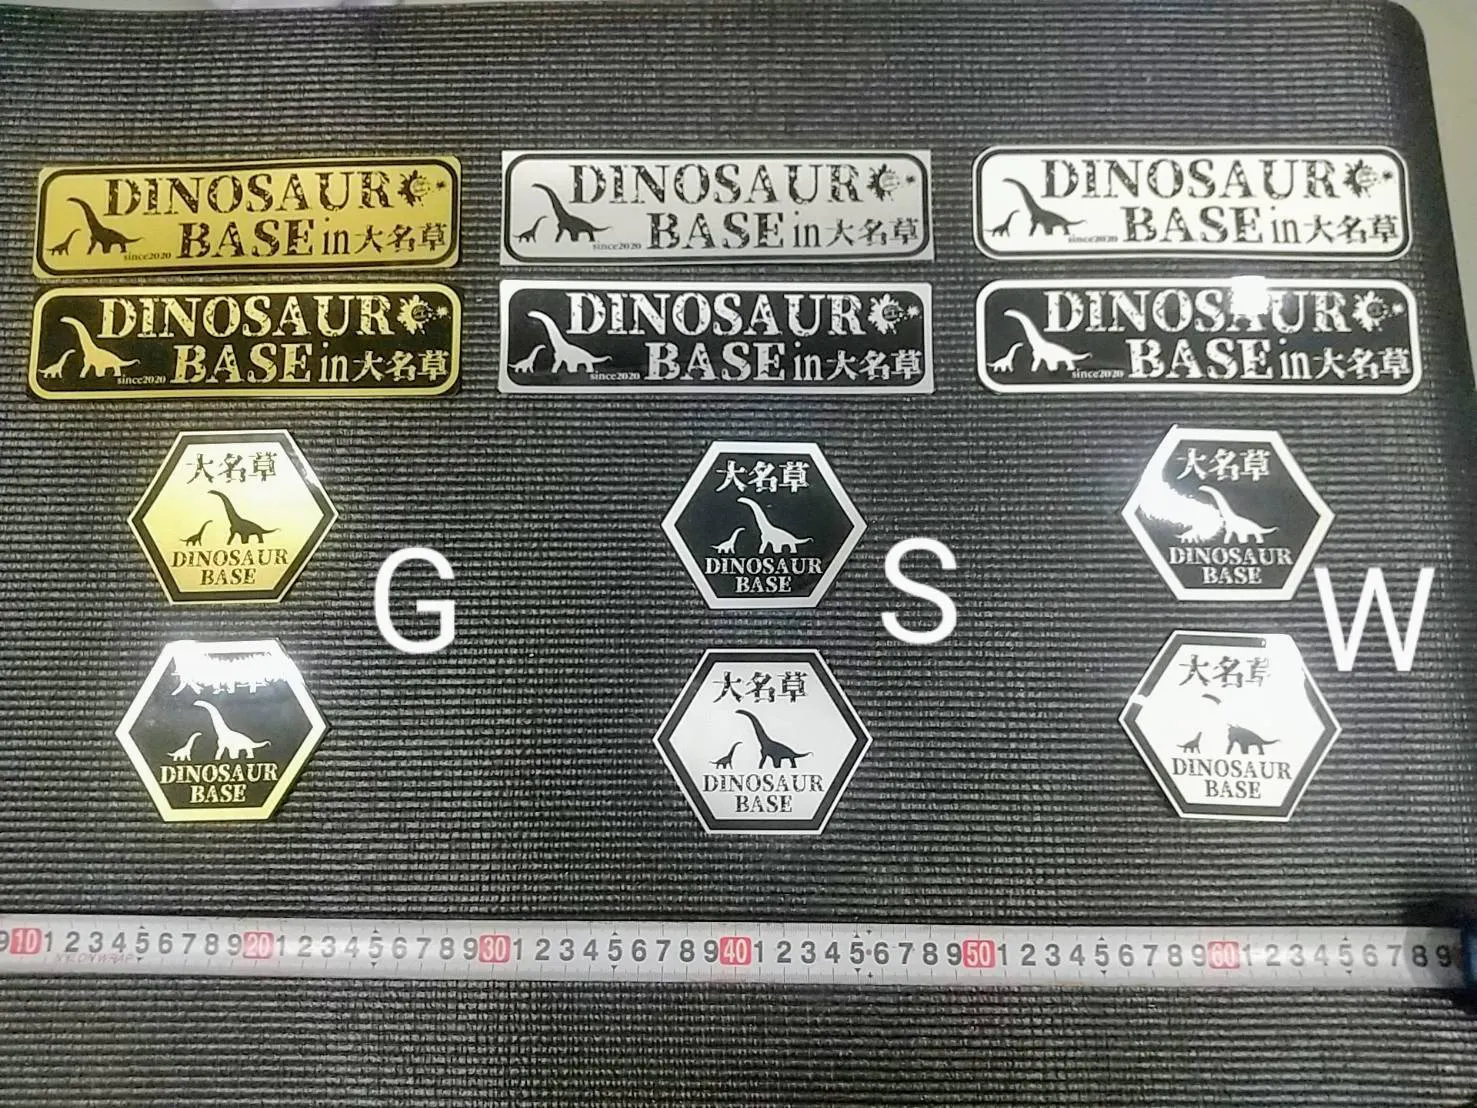 DINOSAUR
BASE in 大名草
since2020
DINOSAUR
BASE in 大名草
since2020
DINOSAUR
BASE in 大名草
since2020
DINOSAUR
BASE in 大名草
since2020
DINOSAUR
BASE in 大名草
since2020
DINOSAUR
BASE in 大名草
since2020
大名草
DINOSAUR
BASE
大名草
DINOSAUR
BASE
大名草
DINOSAUR
BASE
G
S
W
大名草
DINOSAUR
BASE
大名草
DINOSAUR
BASE
大名
DINOSAUR
BASE
9 10 1 2 3 4 5 6 7 8 9 20 1 2 3 4 5 6 7 8 9 30 1 2 3 4 5 6 7 8 9 40 1 2 3 4 5 6 7 8 9 50 1 2 3 4 5 6 7 8 9 60 1 2 3 4 5 6 7 8 9
NYLON WRAP